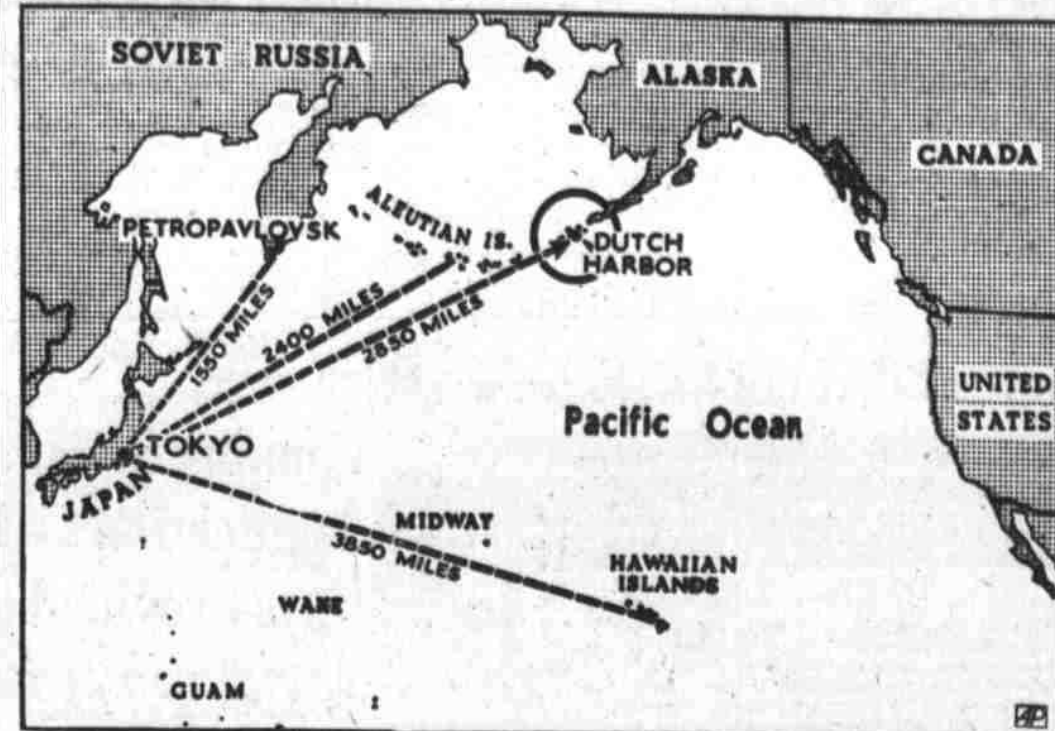 SOVIET RUSSIA
ALASKA
CANADA
PETROPAVLOVSK
ALEUTIAN IS.
DUTCH
HARBOR
1550 MILES
2400 MILES
2850 MILES
UNITED
STATES
Pacific Ocean
TOKYO
JAPAN
MIDWAY
3850 MILES
HAWAIIAN
ISLANDS
WAKE
GUAM
AP